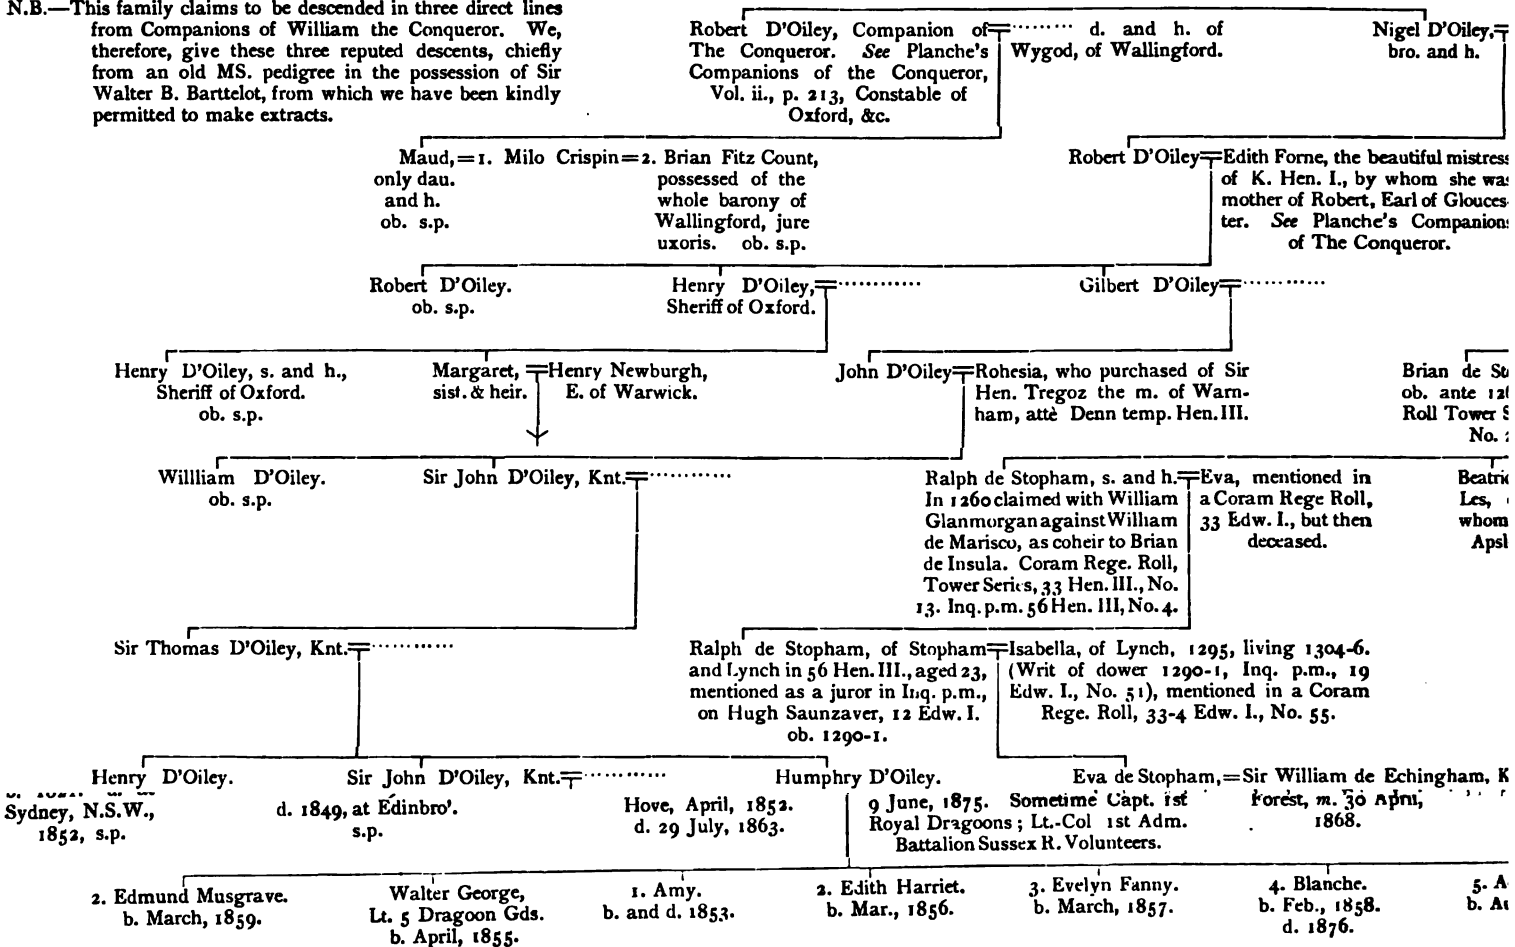 N.B.—This family claims to be descended in three direct lines
from Companions of William the Conqueror. We,
therefore, give these three reputed descents, chiefly
from an old MS. pedigree in the possession of Sir
Walter B. Barttelot, from which we have been kindly
permitted to make extracts.
Robert D'Oiley, Companion of
The Conqueror. See Planche's
Companions of the Conqueror,
Vol. ii., p. 213, Constable of
Oxford, &c.
d. and h. of
Wygod, of Wallingford.
Nigel D'Oiley,
bro. and h.
Maud,=1. Milo Crispin=2. Brian Fitz Count,
only dau.
and h.
ob. s.p.
possessed of the
whole barony of
Wallingford, jure
uxoris. ob. s.p.
Robert D'Oiley
Edith Forne, the beautiful mistress
of K. Hen. I., by whom she was
mother of Robert, Earl of Glouces-
ter. See Planche's Companions
of The Conqueror.
Robert D'Oiley.
ob. s.p.
Henry D'Oiley,
Sheriff of Oxford.
Gilbert D'Oiley
Henry D'Oiley, s. and h.,
Sheriff of Oxford.
ob. s.p.
Margaret,
sist. & heir.
Henry Newburgh,
E. of Warwick.
John D'Oiley
Rohesia, who purchased of Sir
Hen. Tregoz the m. of Warn-
ham, attè Denn temp. Hen. III.
Brian de
ob. ante
Roll Tower
No.
Willliam D'Oiley.
ob. s.p.
Sir John D'Oiley, Knt.
Ralph de Stopham, s. and h.
In 1260 claimed with William
Glanmorgan against William
de Marisco, as coheir to Brian
de Insula. Coram Rege. Roll,
Tower Series, 33 Hen. III., No.
13. Inq. p.m. 56 Hen. III, No. 4.
Eva, mentioned in
a Coram Rege Roll,
33 Edw. I., but then
deceased.
Les,
whom
Sir Thomas D'Oiley, Knt.
Ralph de Stopham, of Stopham
and Lynch in 56 Hen. III., aged 23,
mentioned as a juror in Inq. p.m.,
on Hugh Saunzaver, 12 Edw. I.
ob. 1290-1.
Isabella, of Lynch, 1295, living 1304-6.
(Writ of dower 1290-1, Inq. p.m., 19
Edw. I., No. 51), mentioned in a Coram
Rege. Roll, 33-4 Edw. I., No. 55.
Henry D'Oiley.
Sir John D'Oiley, Knt.
Humphry D'Oiley.
Eva de Stopham,=Sir William de Echingham, K
Sydney, N.S.W.,
1852, s.p.
d. 1849, at Edinbro'.
s.p.
Hove, April, 1852.
d. 29 July, 1863.
9 June, 1875. Sometime Capt. 1st
Royal Dragoons; Lt.-Col 1st Adm.
Battalion Sussex R. Volunteers.
Forest, m. 30 April,
1868.
2. Edmund Musgrave.
b. March, 1859.
Walter George,
Lt. 5 Dragoon Gds.
b. April, 1855.
1. Amy.
b. and d. 1853.
2. Edith Harriet.
b. Mar., 1856.
3. Evelyn Fanny.
b. March, 1857.
4. Blanche.
b. Feb., 1858.
d. 1876.
5. A
b.